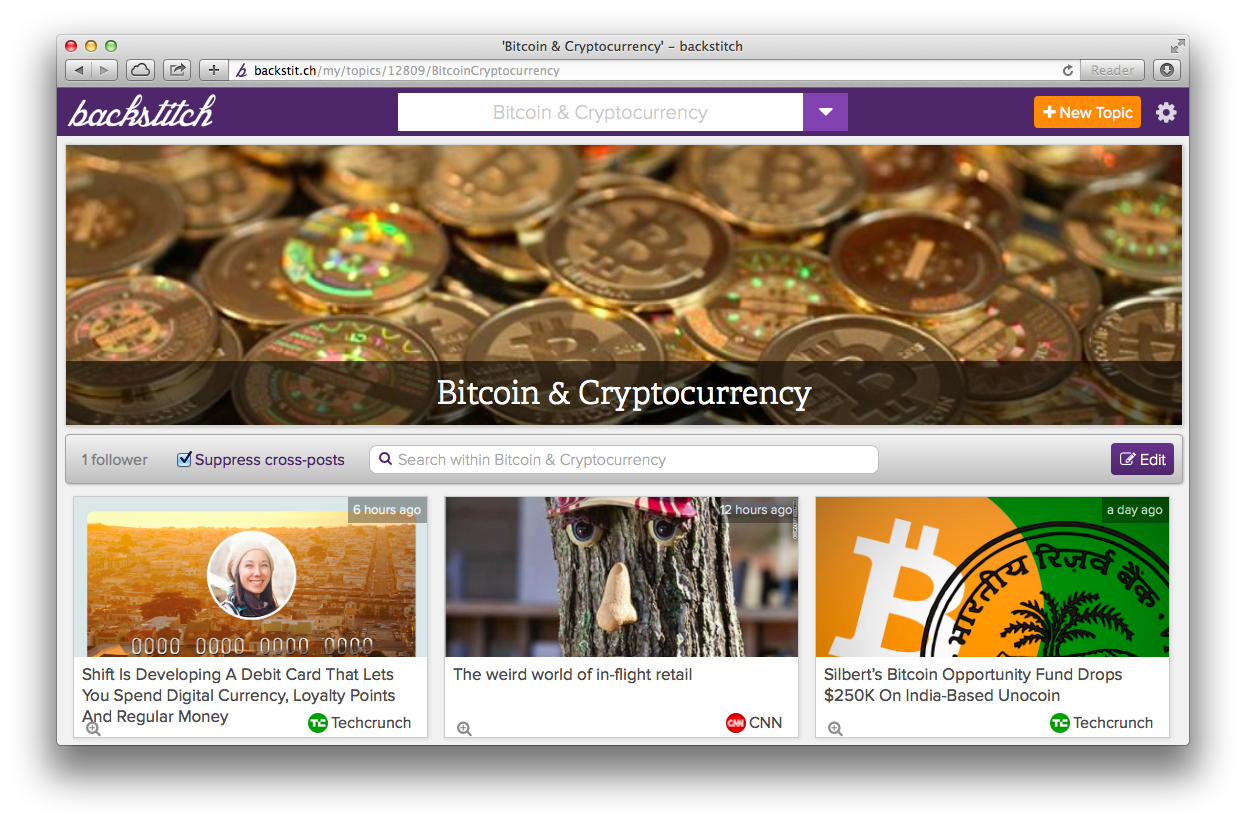 'Bitcoin & Cryptocurrency' – backstitch
backstit.ch/my/topics/12809/BitcoinCryptocurrency
Reader
backstitch
Bitcoin & Cryptocurrency
+ New Topic
Bitcoin & Cryptocurrency
1 follower
Suppress cross-posts
Search within Bitcoin & Cryptocurrency
Edit
6 hours ago
0000 0000 0000 0000
Shift Is Developing A Debit Card That Lets
You Spend Digital Currency, Loyalty Points
And Regular Money
TC Techcrunch
12 hours ago
The weird world of in-flight retail
CNN CNN
a day ago
भारतीय रिज़र्व बैंक
Silbert's Bitcoin Opportunity Fund Drops
$250K On India-Based Unocoin
TC Techcrunch